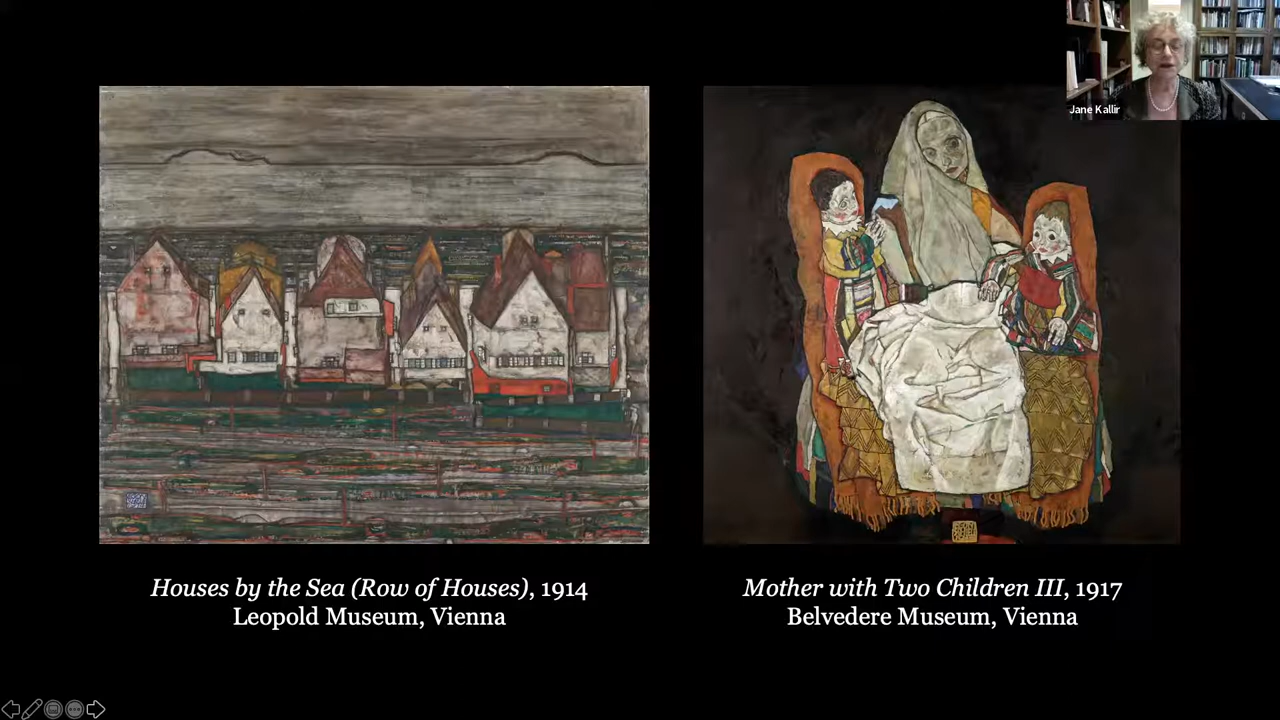 Jane Kallir
Houses by the Sea (Row of Houses), 1914
Leopold Museum, Vienna
Mother with Two Children III, 1917
Belvedere Museum, Vienna